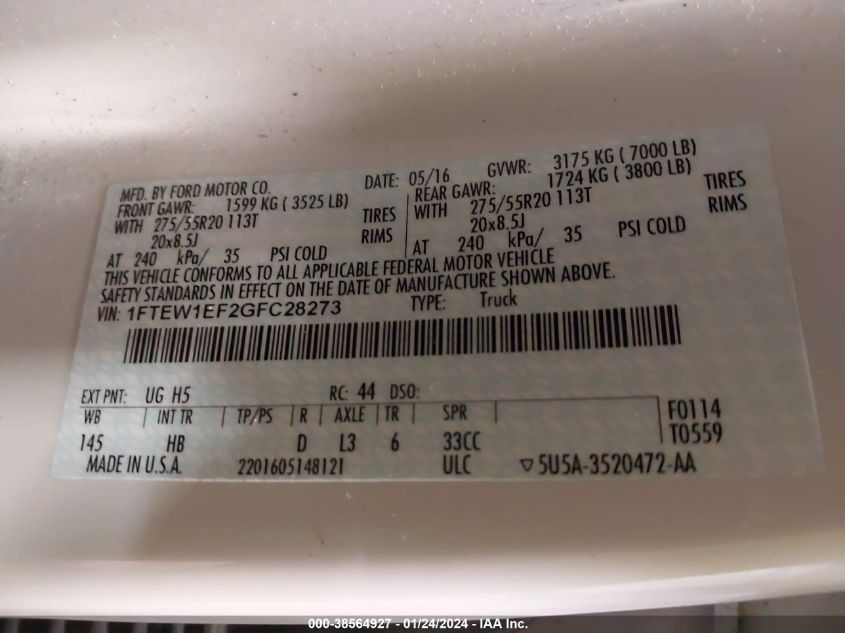 MFD. BY FORD MOTOR CO. DATE: 05/16 GVWR: 3175 KG ( 7000 LB)
FRONT GAWR: 1599 KG ( 3525 LB) REAR GAWR: 1724 KG ( 3800 LB)
WITH 275/55R20 113T TIRES WITH 275/55R20 113T TIRES
20x8.5J RIMS 20x8.5J RIMS
AT 240 kPa/ 35 PSI COLD AT 240 kPa/ 35 PSI COLD
THIS VEHICLE CONFORMS TO ALL APPLICABLE FEDERAL MOTOR VEHICLE
SAFETY STANDARDS IN EFFECT ON THE DATE OF MANUFACTURE SHOWN ABOVE.
VIN: 1FTEW1EF2GFC28273 TYPE: Truck
EXT PNT: UG H5 RC: 44 DSO:
WB INT TR TP/PS R AXLE TR SPR F0114
145 HB D L3 6 33CC T0559
MADE IN U.S.A. 2201605148121 ULC ▽5U5A-3520472-AA
000-38564927 - 01/24/2024 - IAA Inc.